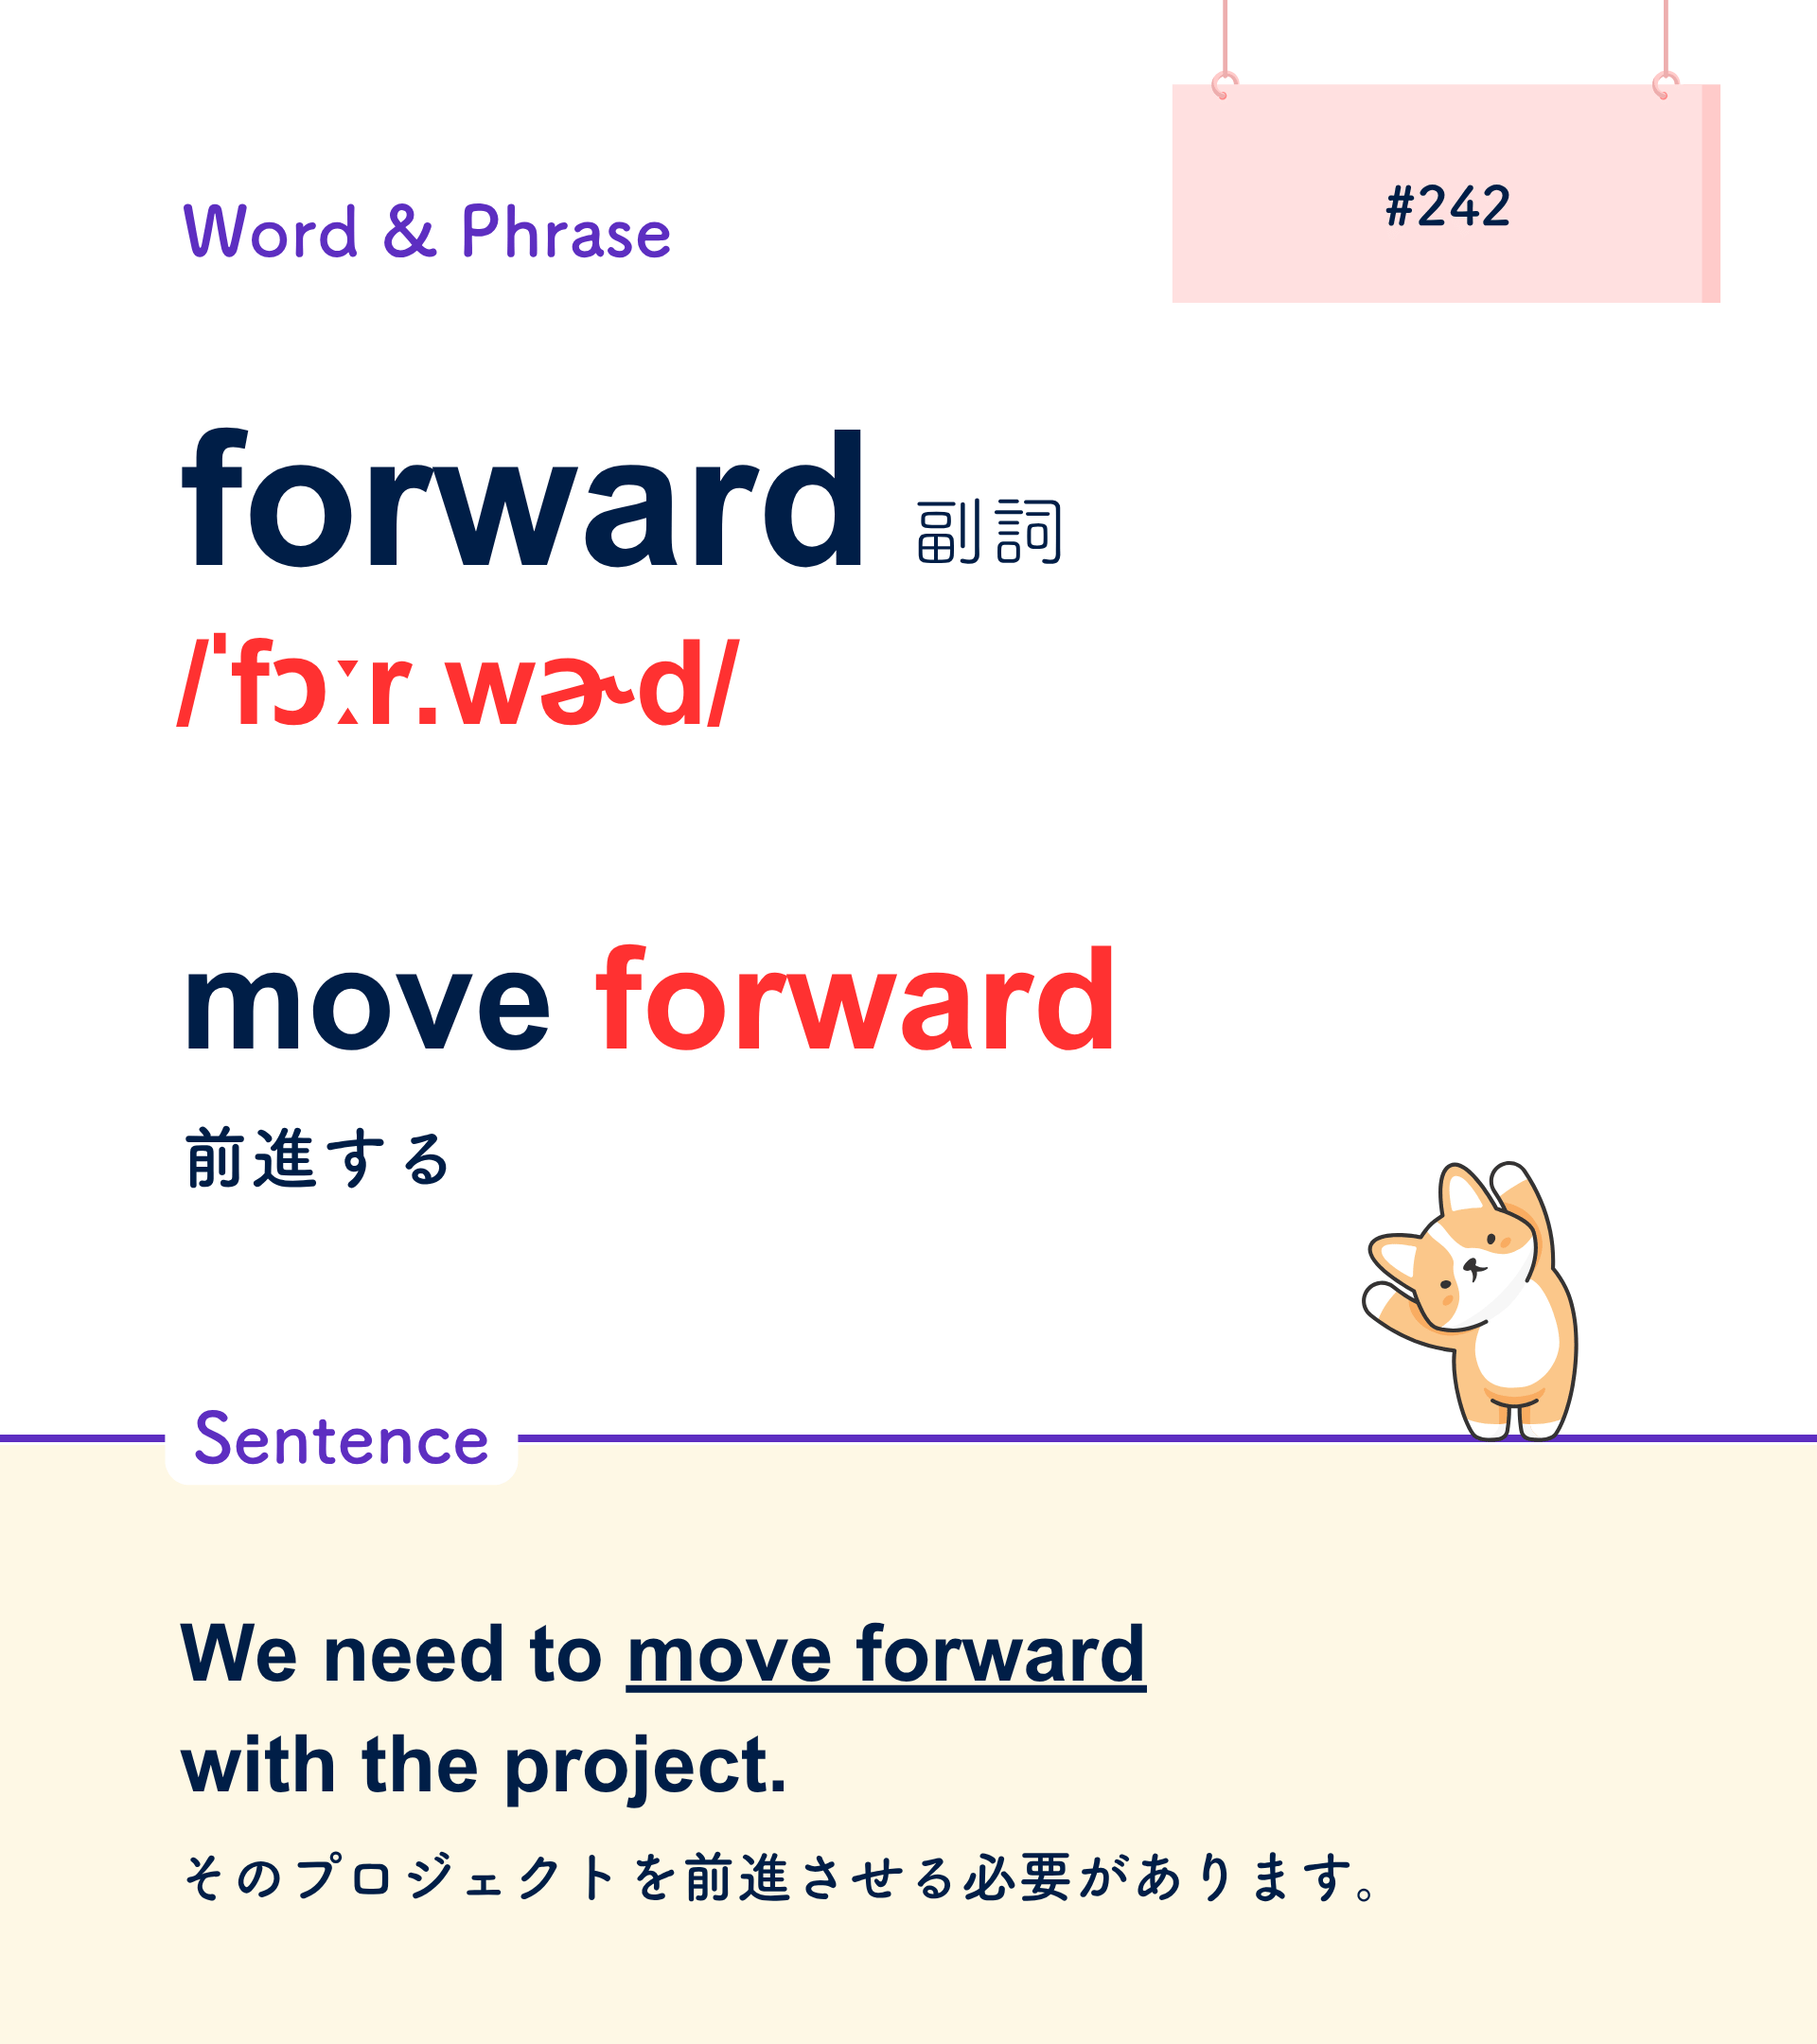 #242
Word & Phrase
forward 副詞
/ˈfɔːr.wɚd/
move forward
前進する
Sentence
We need to move forward
with the project.
そのプロジェクトを前進させる必要があります。